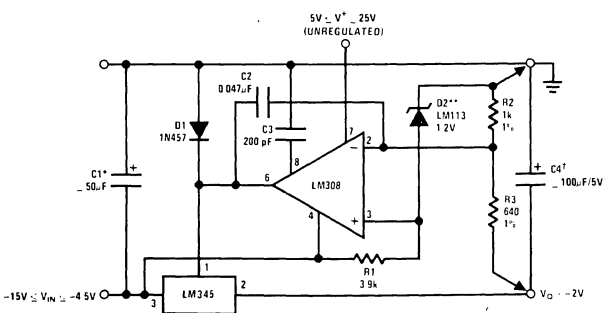 5V ≤ V⁺ ≤ 25V
(UNREGULATED)
C2
0 047μF
D1
1N457
C3
200 pF
D2**
LM113
1 2V
R2
1k
1%
C1*
50μF
+
8
7
2
−
6
LM308
4
+
3
C4†
+
100μF/5V
R3
640
1%
R1
3 9k
1
-15V ≤ VIN ≤ -4 5V
3
LM345
2
VO - -2V